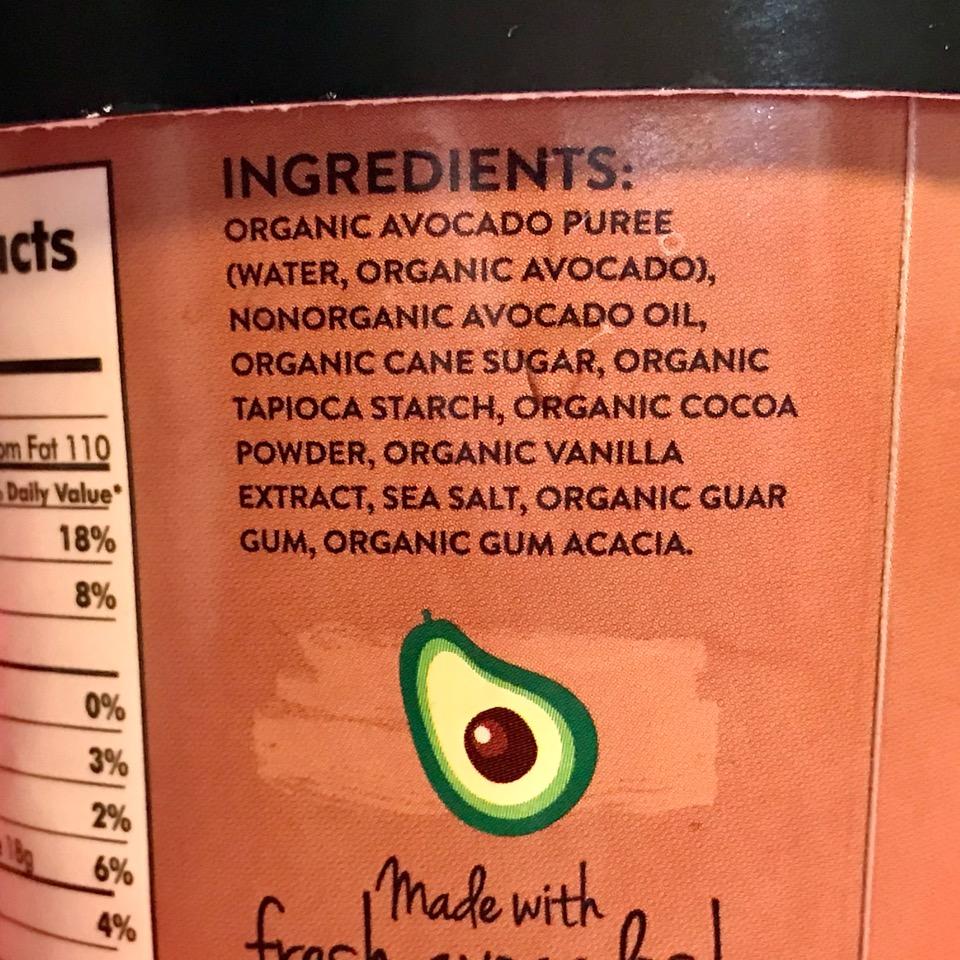 acts
om Fat 110
Daily Value*
18%
8%
0%
3%
2%
18g
6%
4%
INGREDIENTS:
ORGANIC AVOCADO PUREE
(WATER, ORGANIC AVOCADO),
NONORGANIC AVOCADO OIL,
ORGANIC CANE SUGAR, ORGANIC
TAPIOCA STARCH, ORGANIC COCOA
POWDER, ORGANIC VANILLA
EXTRACT, SEA SALT, ORGANIC GUAR
GUM, ORGANIC GUM ACACIA.
Made with